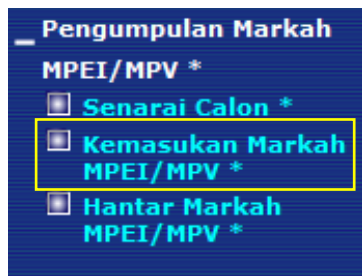 _ Pengumpulan Markah
MPEI/MPV *
Senarai Calon *
Kemasukan Markah
MPEI/MPV *
Hantar Markah
MPEI/MPV *